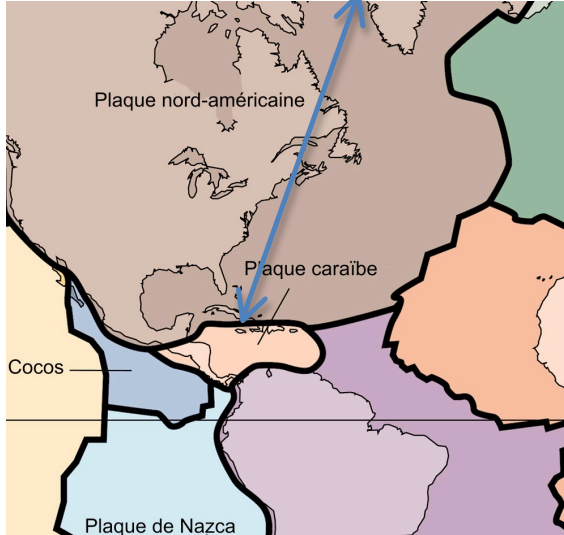 Plaque nord-américaine
Plaque caraïbe
Cocos
Plaque de Nazca